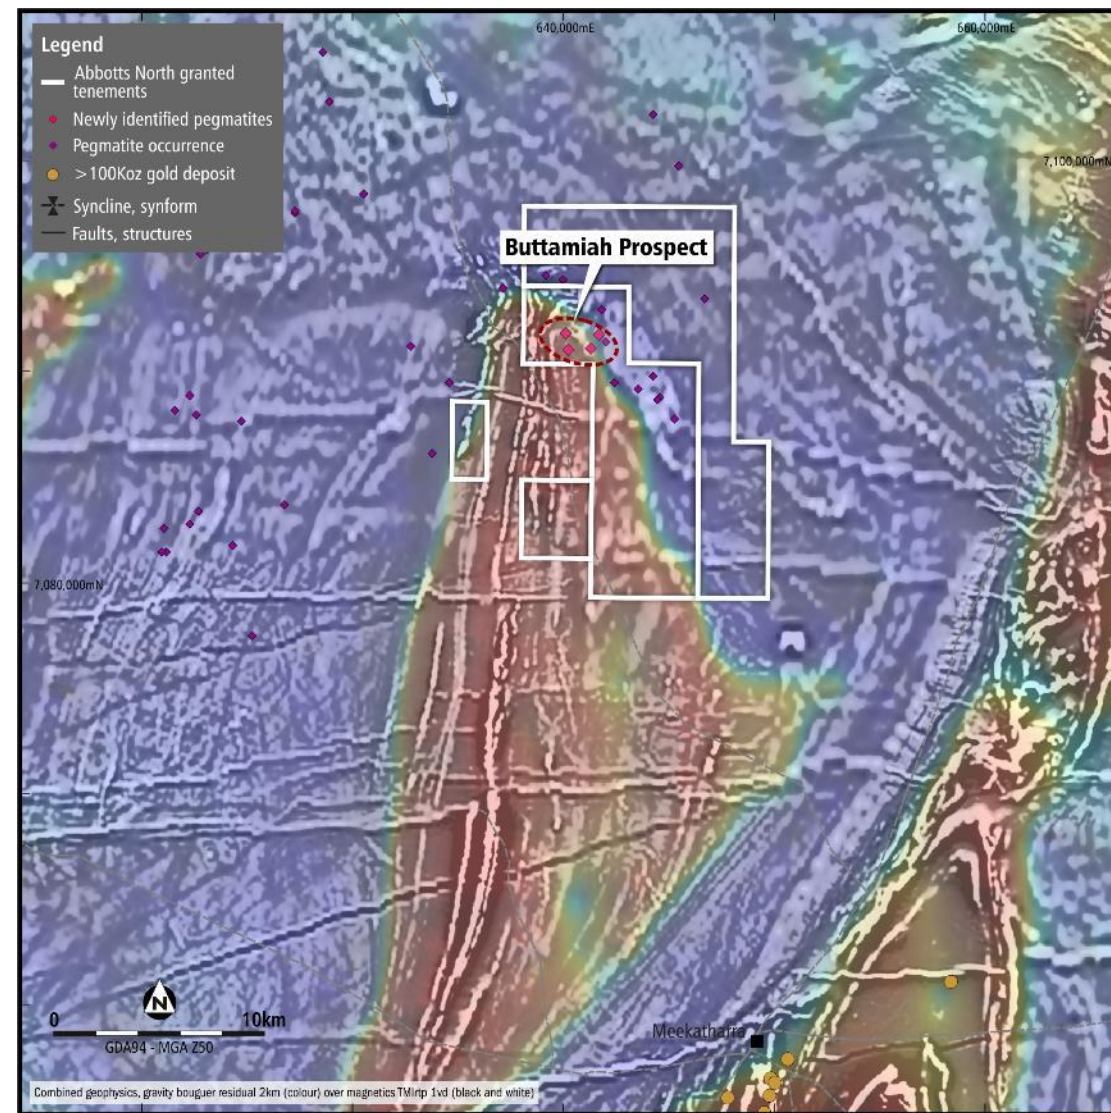 640,000mE
660,000mE
Legend
Abbotts North granted
tenements
Newly identified pegmatites
Pegmatite occurrence
>100Koz gold deposit
Syncline, synform
Faults, structures
7,100,000mN
Buttamiah Prospect
7,080,000mN
N
0
10km
GDA94 - MGA Z50
Meekatharra
Combined geophysics, gravity bouguer residual 2km (colour) over magnetics TMIrtp 1vd (black and white)